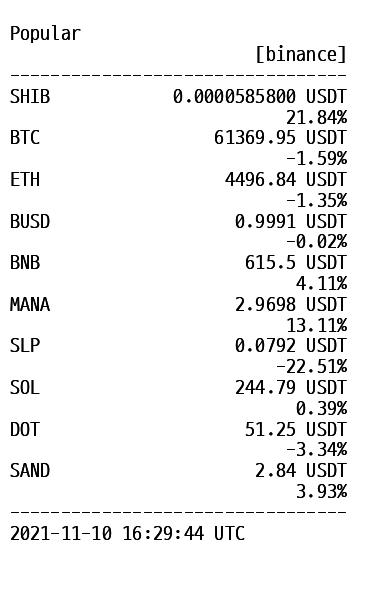 Popular
[binance]
---------------------------------
SHIB 0.0000585800 USDT
21.84%
BTC 61369.95 USDT
-1.59%
ETH 4496.84 USDT
-1.35%
BUSD 0.9991 USDT
-0.02%
BNB 615.5 USDT
4.11%
MANA 2.9698 USDT
13.11%
SLP 0.0792 USDT
-22.51%
SOL 244.79 USDT
0.39%
DOT 51.25 USDT
-3.34%
SAND 2.84 USDT
3.93%
---------------------------------
2021-11-10 16:29:44 UTC